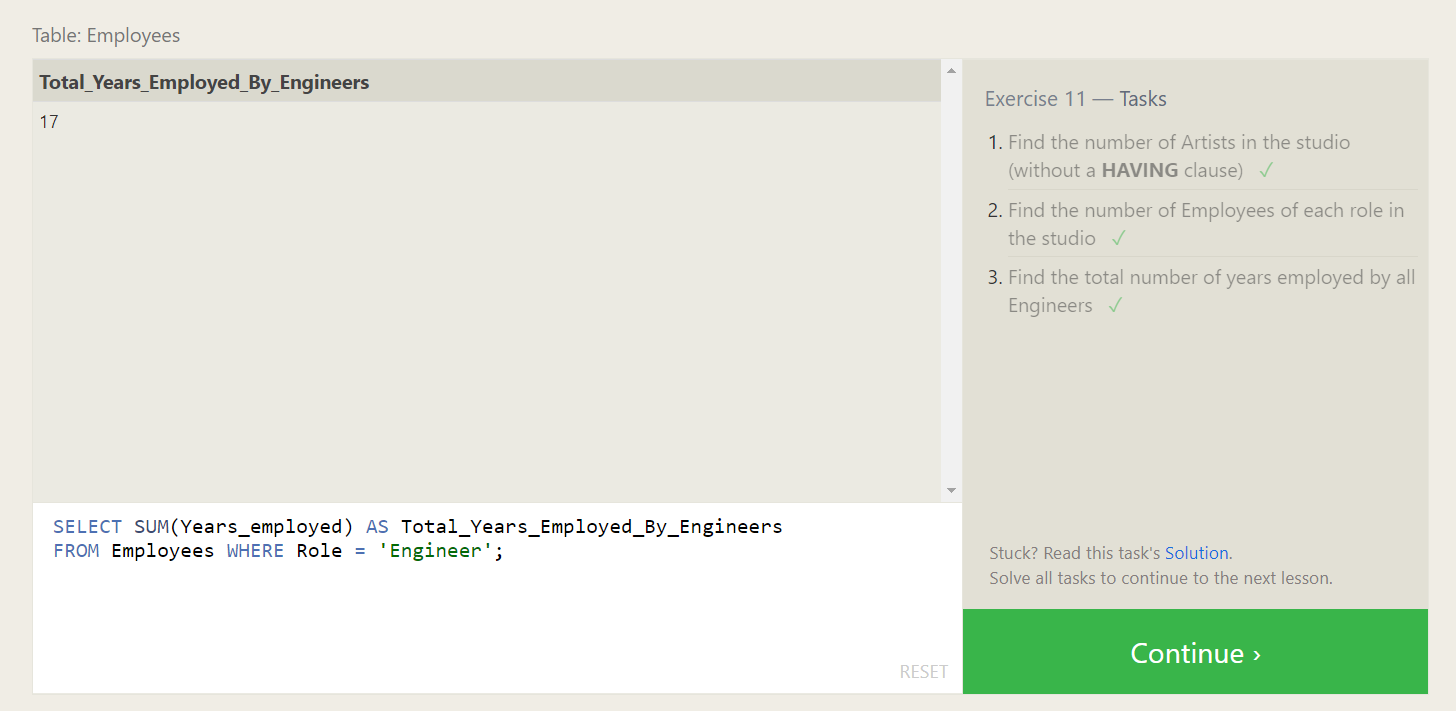 Table: Employees
Total_Years_Employed_By_Engineers
17
SELECT SUM(Years_employed) AS Total_Years_Employed_By_Engineers
FROM Employees WHERE Role = 'Engineer';
RESET
Exercise 11 — Tasks
1. Find the number of Artists in the studio
(without a HAVING clause) ✓
2. Find the number of Employees of each role in
the studio ✓
3. Find the total number of years employed by all
Engineers ✓
Stuck? Read this task's Solution.
Solve all tasks to continue to the next lesson.
Continue ›